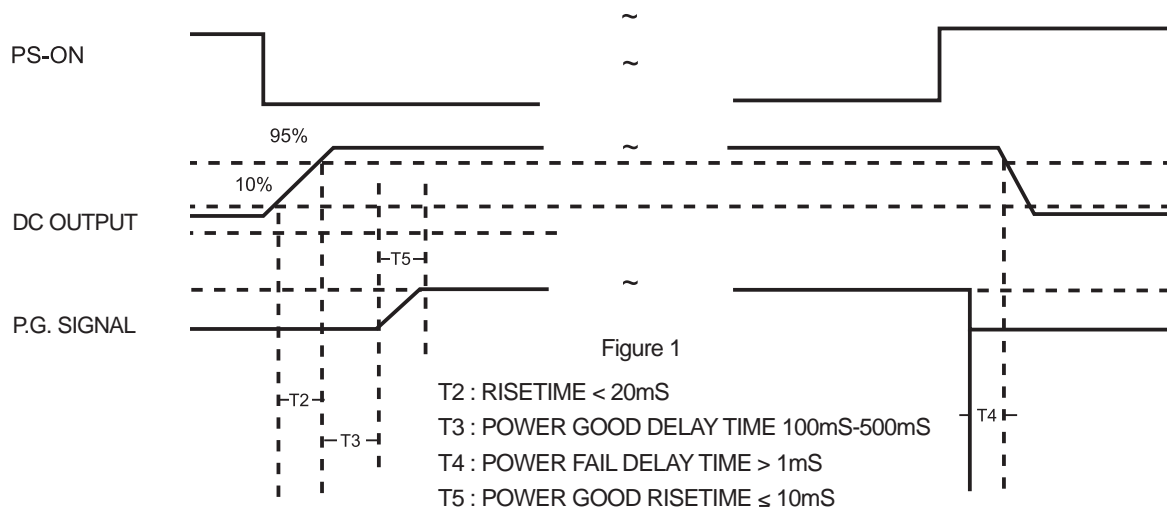 ~
PS-ON
~
95%
~
10%
DC OUTPUT
T5
~
P.G. SIGNAL
Figure 1
T2
T2 : RISETIME < 20mS
T3 : POWER GOOD DELAY TIME 100mS-500mS
T4
T3
T4 : POWER FAIL DELAY TIME > 1mS
T5 : POWER GOOD RISETIME ≤ 10mS